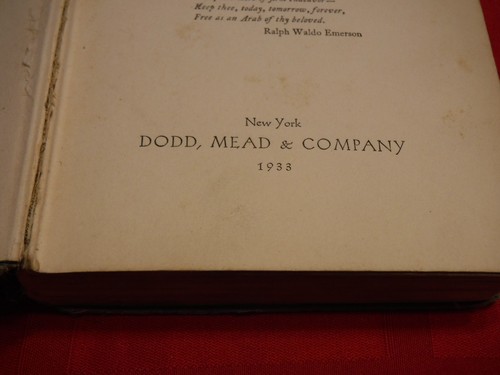 Keep thee, today, tomorrow, forever,
Free as an Arab of thy beloved.
Ralph Waldo Emerson
New York
DODD, MEAD & COMPANY
1933